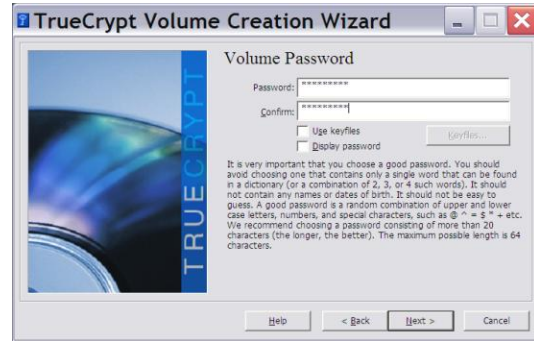 TrueCrypt Volume Creation Wizard
TRUECRYPT
Volume Password
Password: *********
Confirm: *********
Use keyfiles
Keyfiles...
Display password
It is very important that you choose a good password. You should
avoid choosing one that contains only a single word that can be found
in a dictionary (or a combination of 2, 3, or 4 such words). It should
not contain any names or dates of birth. It should not be easy to
guess. A good password is a random combination of upper and lower
case letters, numbers, and special characters, such as @ ^ = $ * + etc.
We recommend choosing a password consisting of more than 20
characters (the longer, the better). The maximum possible length is 64
characters.
Help < Back Next > Cancel